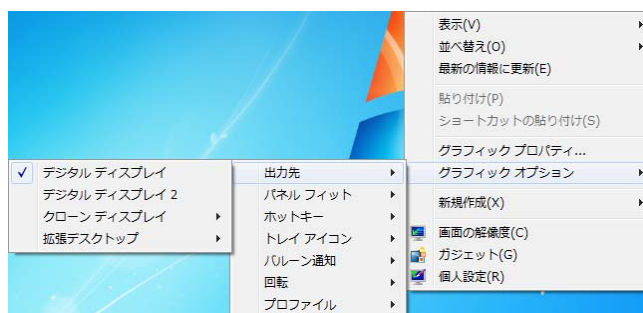 表示(V)
並べ替え(O)
最新の情報に更新(E)
貼り付け(P)
ショートカットの貼り付け(S)
グラフィック プロパティ...
グラフィック オプション
新規作成(X)
画面の解像度(C)
ガジェット(G)
個人設定(R)
出力先
パネル フィット
ホットキー
トレイ アイコン
バルーン通知
回転
プロファイル
デジタル ディスプレイ
デジタル ディスプレイ 2
クローン ディスプレイ
拡張デスクトップ